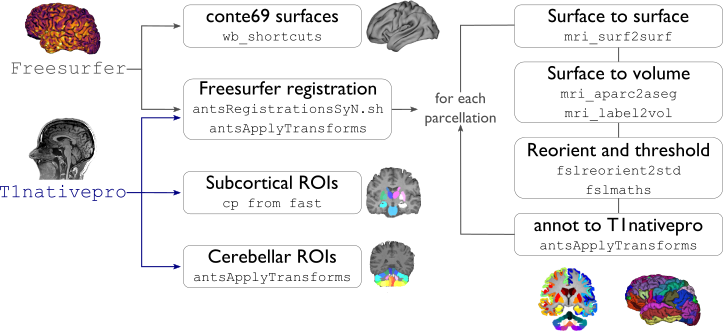 conte69 surfaces
wb_shortcuts
Freesurfer
Freesurfer registration
antsRegistrationsSyN.sh
antsApplyTransforms
T1nativepro
Subcortical ROIs
cp from fast
Cerebellar ROIs
antsApplyTransforms
for each
parcellation
Surface to surface
mri_surf2surf
Surface to volume
mri_aparc2aseg
mri_label2vol
Reorient and threshold
fslreorient2std
fslmaths
annot to T1nativepro
antsApplyTransforms